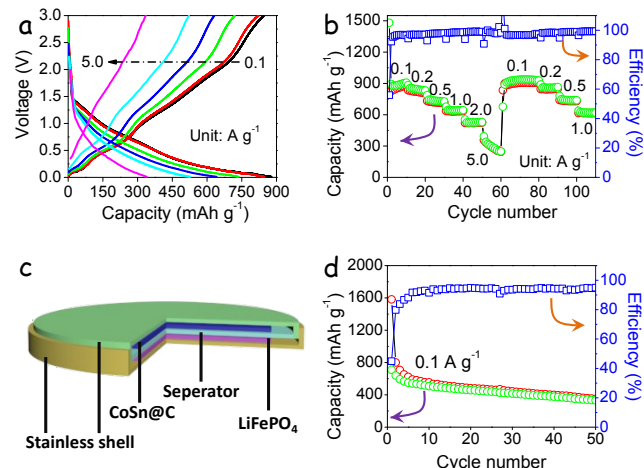 a
Voltage (V)
3.0
2.5
2.0
1.5
1.0
0.5
0.0
5.0
0.1
Unit: A g⁻¹
0 150 300 450 600 750 900
Capacity (mAh g⁻¹)
b
Capacity (mAh g⁻¹)
1500
1200
900
600
300
0
0.1
0.2
0.5
1.0
2.0
5.0
0.1
0.2
0.5
1.0
Unit: A g⁻¹
0 20 40 60 80 100
Cycle number
100
80
60
40
20
0
Efficiency (%)
c
Stainless shell
CoSn@C
Seperator
LiFePO₄
d
Capacity (mAh g⁻¹)
2000
1600
1200
800
400
0
0.1 A g⁻¹
0 10 20 30 40 50
Cycle number
100
80
60
40
20
0
Efficiency (%)